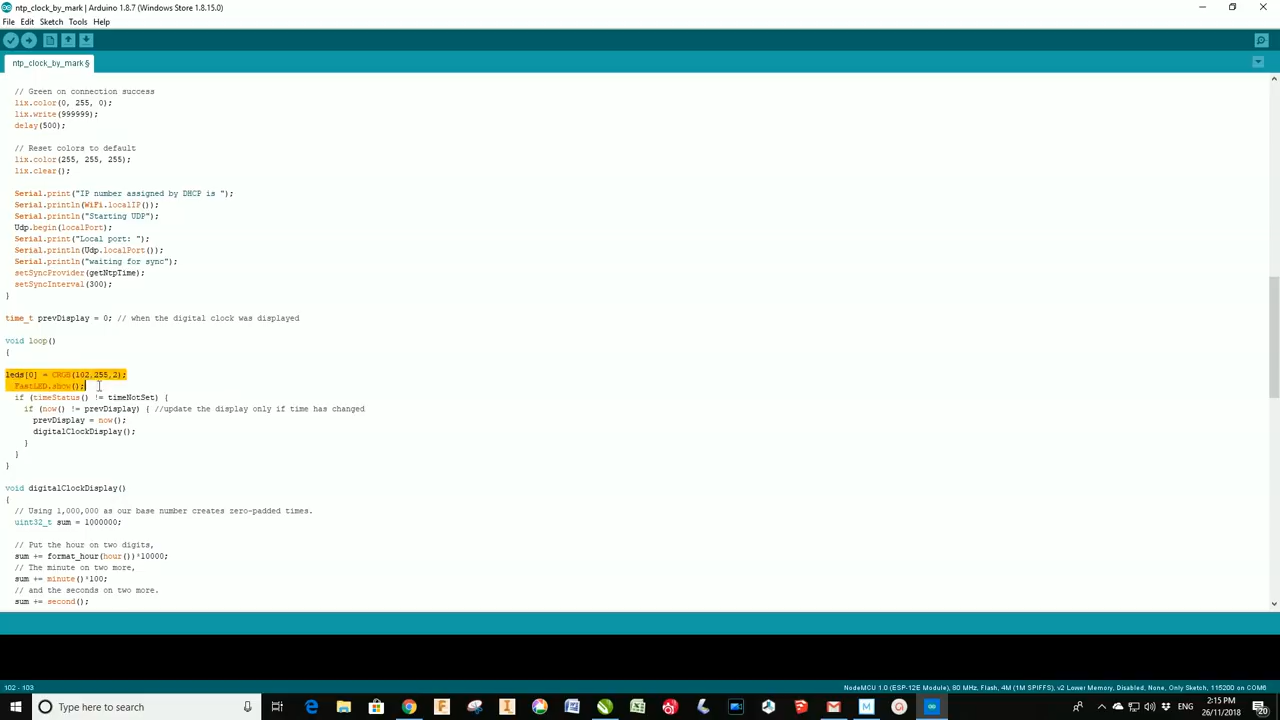 ntp_clock_by_mark | Arduino 1.8.7 (Windows Store 1.8.15.0)
File Edit Sketch Tools Help
ntp_clock_by_mark §
// Green on connection success
lix.color(0, 255, 0);
lix.write(999999);
delay(500);
// Reset colors to default
lix.color(255, 255, 255);
lix.clear();
Serial.print("IP number assigned by DHCP is ");
Serial.println(WiFi.localIP());
Serial.println("Starting UDP");
Udp.begin(localPort);
Serial.print("Local port: ");
Serial.println(Udp.localPort());
Serial.println("waiting for sync");
setSyncProvider(getNtpTime);
setSyncInterval(300);
}
time_t prevDisplay = 0; // when the digital clock was displayed
void loop()
{
leds[0] = CRGB(102,255,2);
FastLED.show();
if (timeStatus() != timeNotSet) {
if (now() != prevDisplay) { //update the display only if time has changed
prevDisplay = now();
digitalClockDisplay();
}
}
}
void digitalClockDisplay()
{
// Using 1,000,000 as our base number creates zero-padded times.
uint32_t sum = 1000000;
// Put the hour on two digits,
sum += format_hour(hour())*10000;
// The minute on two more,
sum += minute()*100;
// and the seconds on two more.
sum += second();
102 - 103
NodeMCU 1.0 (ESP-12E Module), 80 MHz, Flash, 4M (1M SPIFFS), v2 Lower Memory, Disabled, None, Only Sketch, 115200 on COM6
Type here to search
ENG
2:15 PM
26/11/2018
20